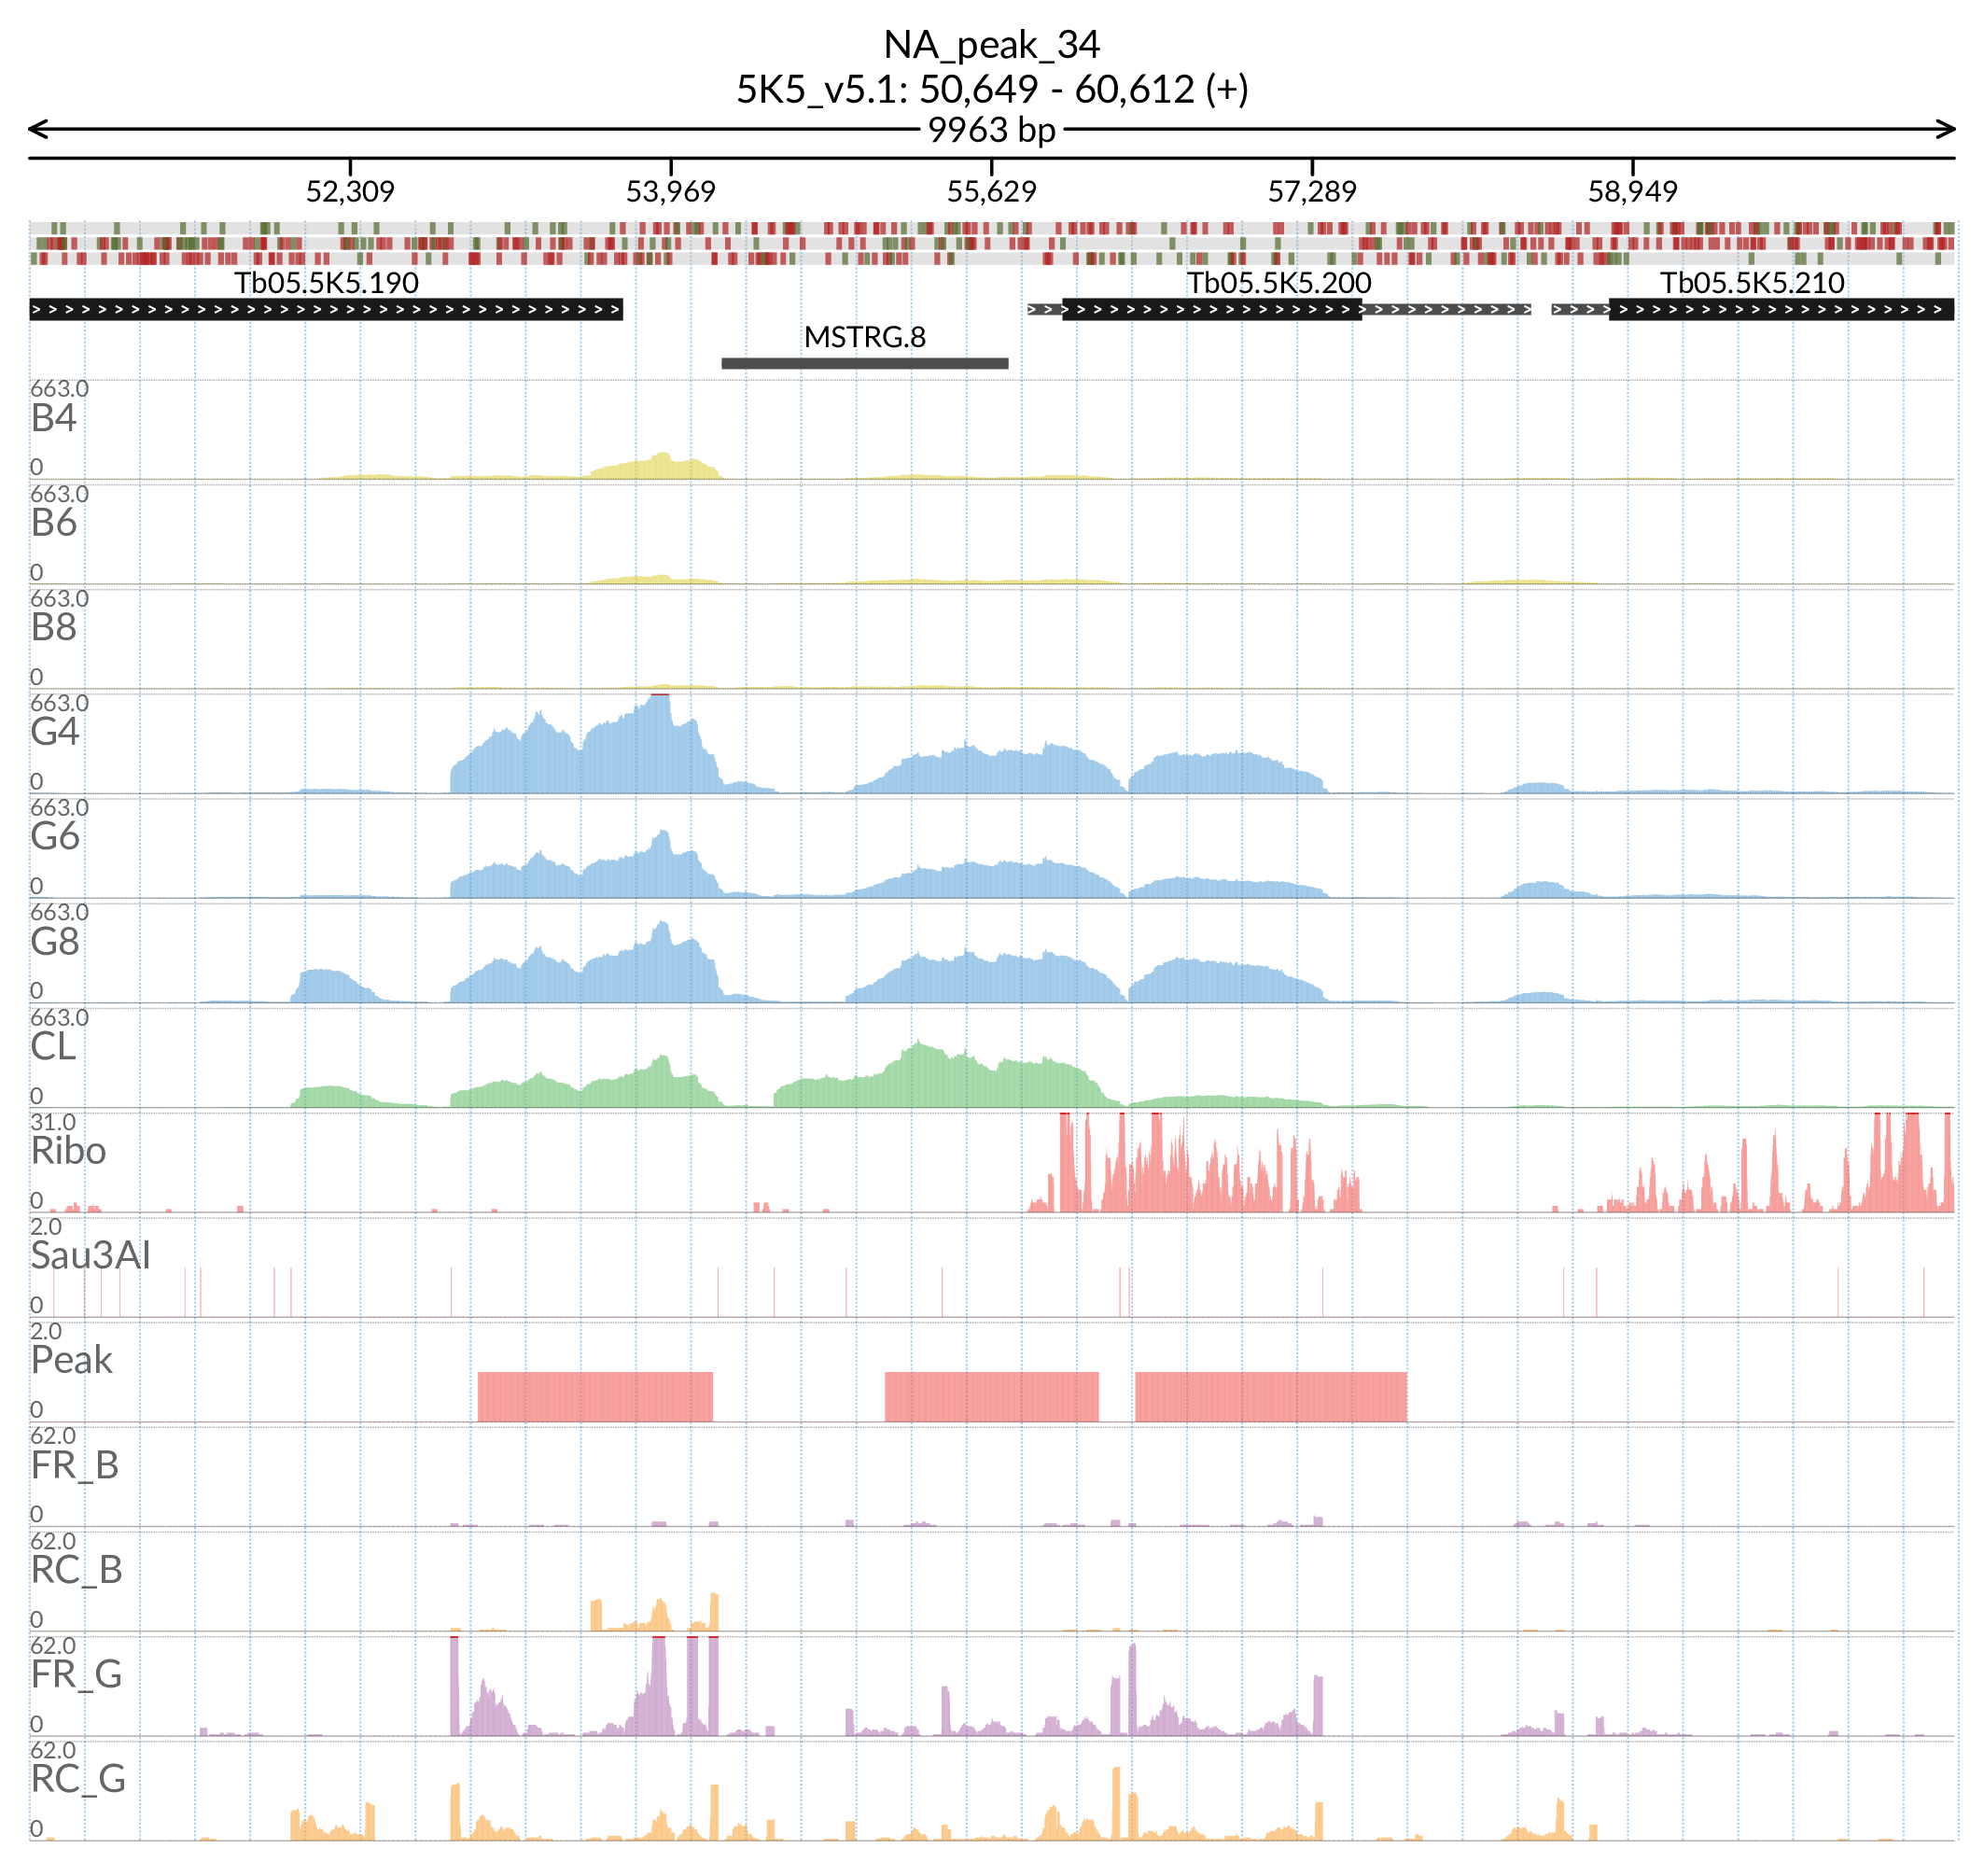 NA_peak_34
5K5_v5.1: 50,649 - 60,612 (+)
9963 bp
52,309 53,969 55,629 57,289 58,949
Tb05.5K5.190 Tb05.5K5.200 Tb05.5K5.210
MSTRG.8
663.0
B4
0
663.0
B6
0
663.0
B8
0
663.0
G4
0
663.0
G6
0
663.0
G8
0
663.0
CL
0
31.0
Ribo
0
2.0
Sau3AI
0
2.0
Peak
0
62.0
FR_B
0
62.0
RC_B
0
62.0
FR_G
0
62.0
RC_G
0